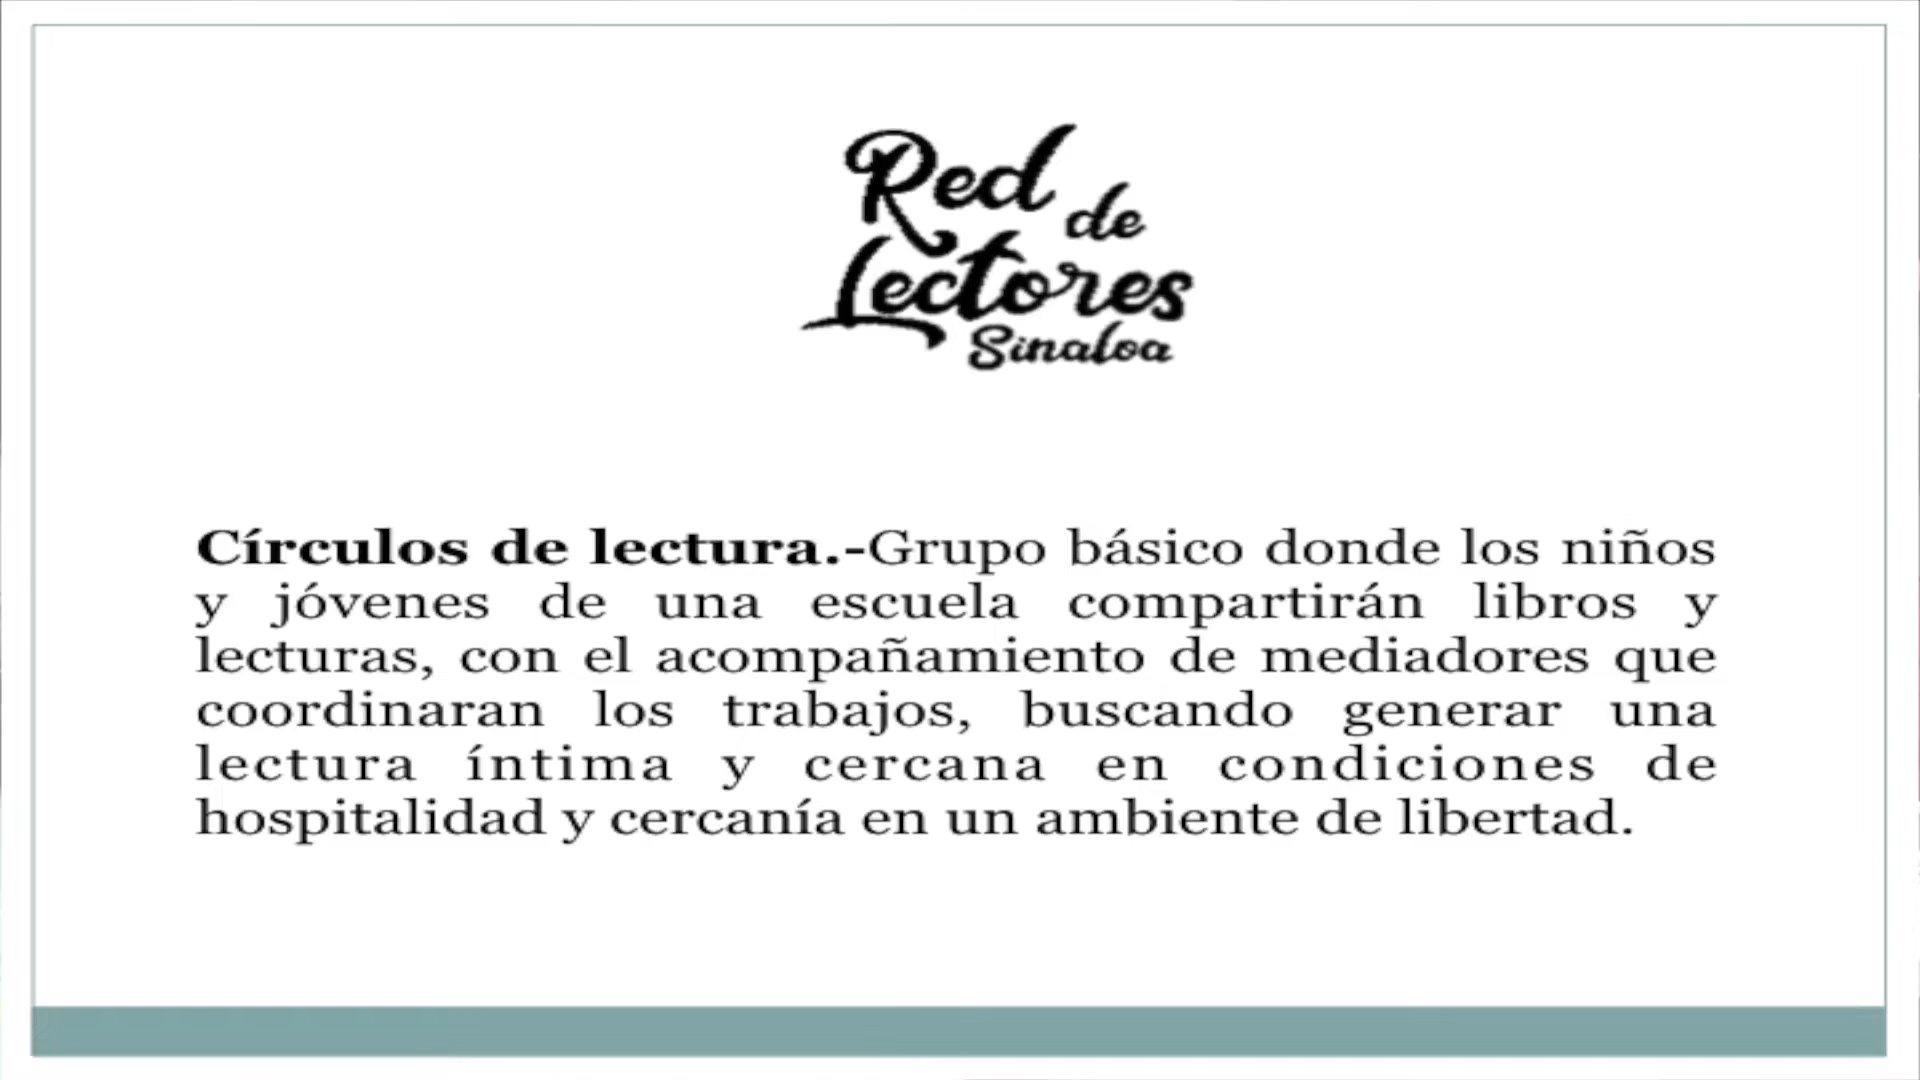 Red de
Lectores
Sinaloa
Círculos de lectura.-Grupo básico donde los niños
y jóvenes de una escuela compartirán libros y
lecturas, con el acompañamiento de mediadores que
coordinaran los trabajos, buscando generar una
lectura íntima y cercana en condiciones de
hospitalidad y cercanía en un ambiente de libertad.